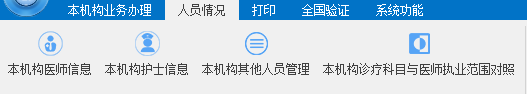 本机构业务办理 人员情况 打印 全国验证 系统功能
本机构医师信息 本机构护士信息 本机构其他人员管理 本机构诊疗科目与医师执业范围对照